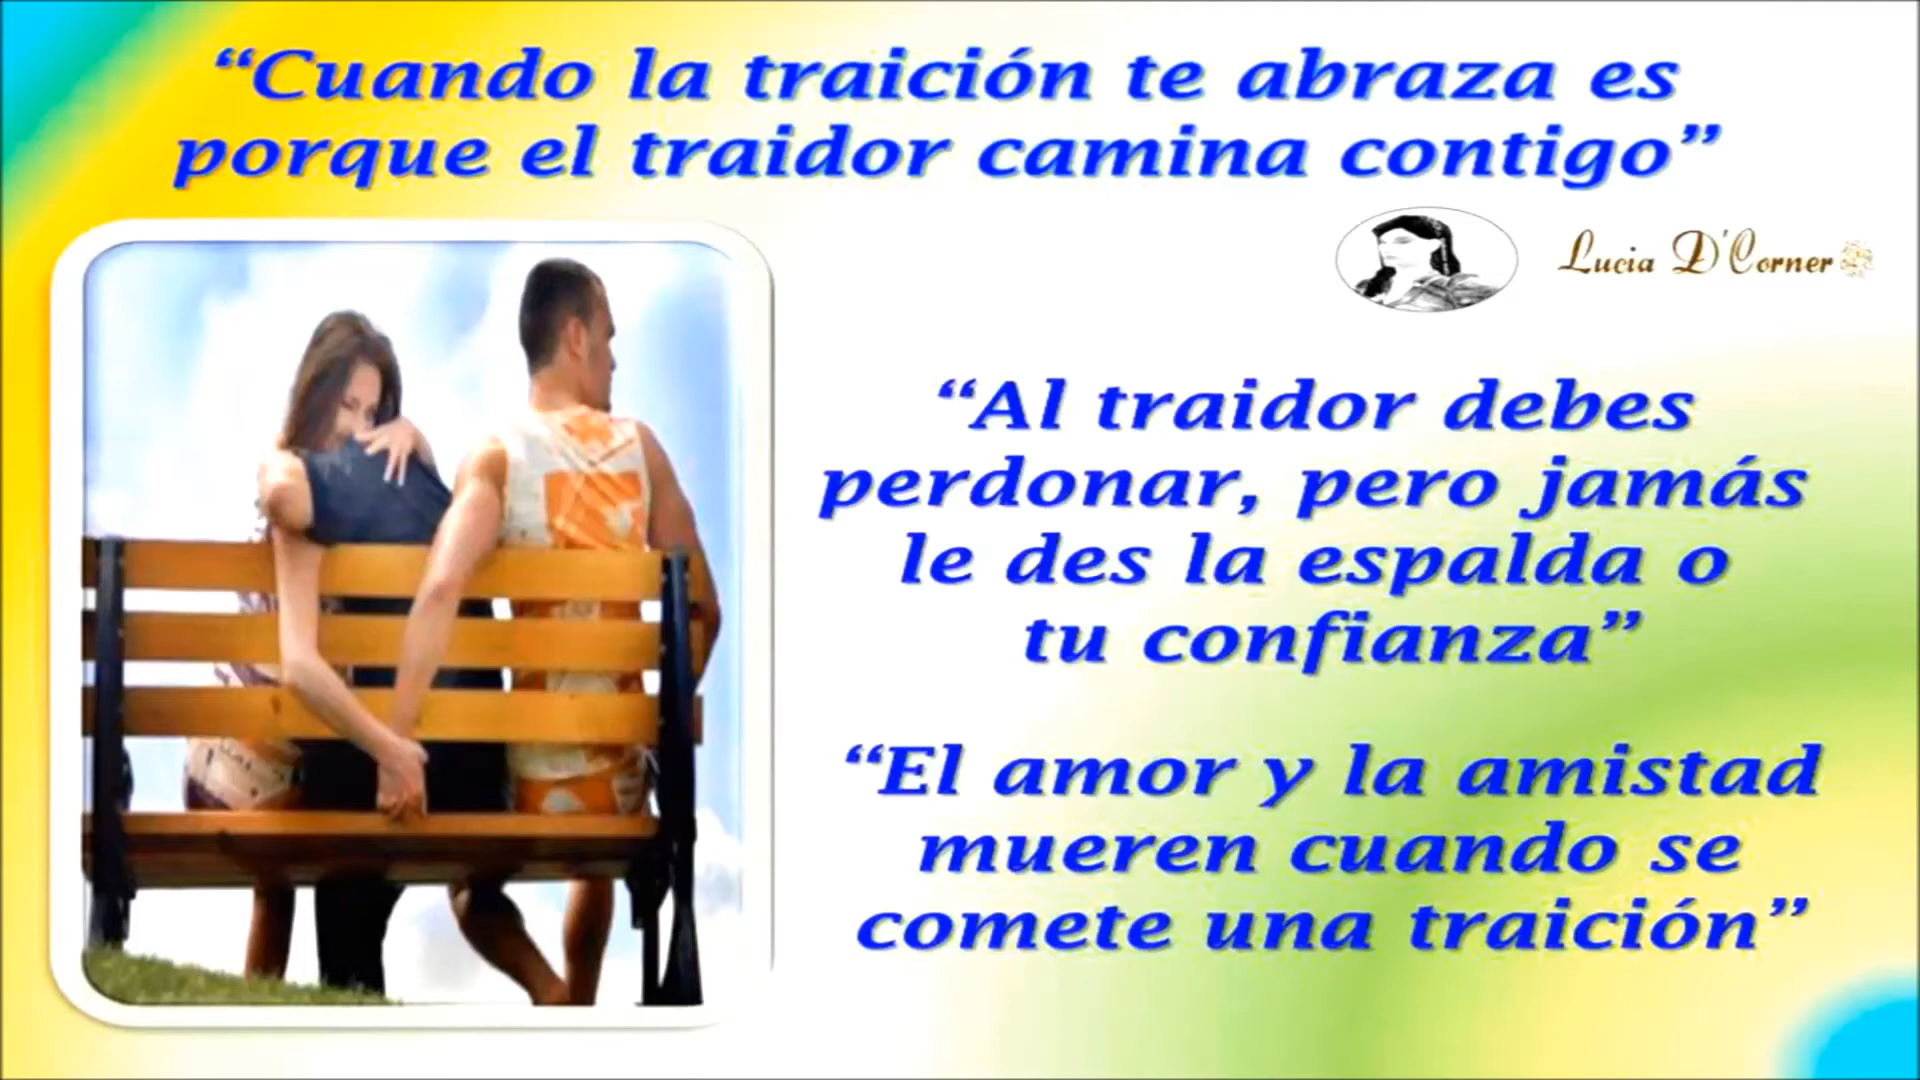 “Cuando la traición te abraza es
porque el traidor camina contigo”
Lucia D'Corner
“Al traidor debes
perdonar, pero jamás
le des la espalda o
tu confianza”
“El amor y la amistad
mueren cuando se
comete una traición”